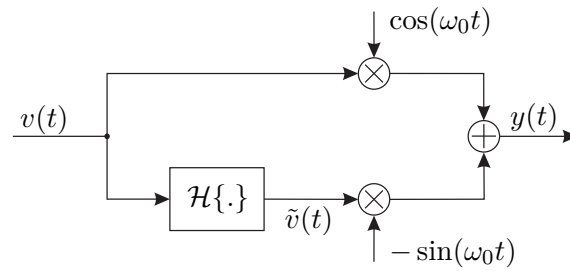 cos(ω₀t)
v(t)
y(t)
ℋ{.}
ṽ(t)
− sin(ω₀t)